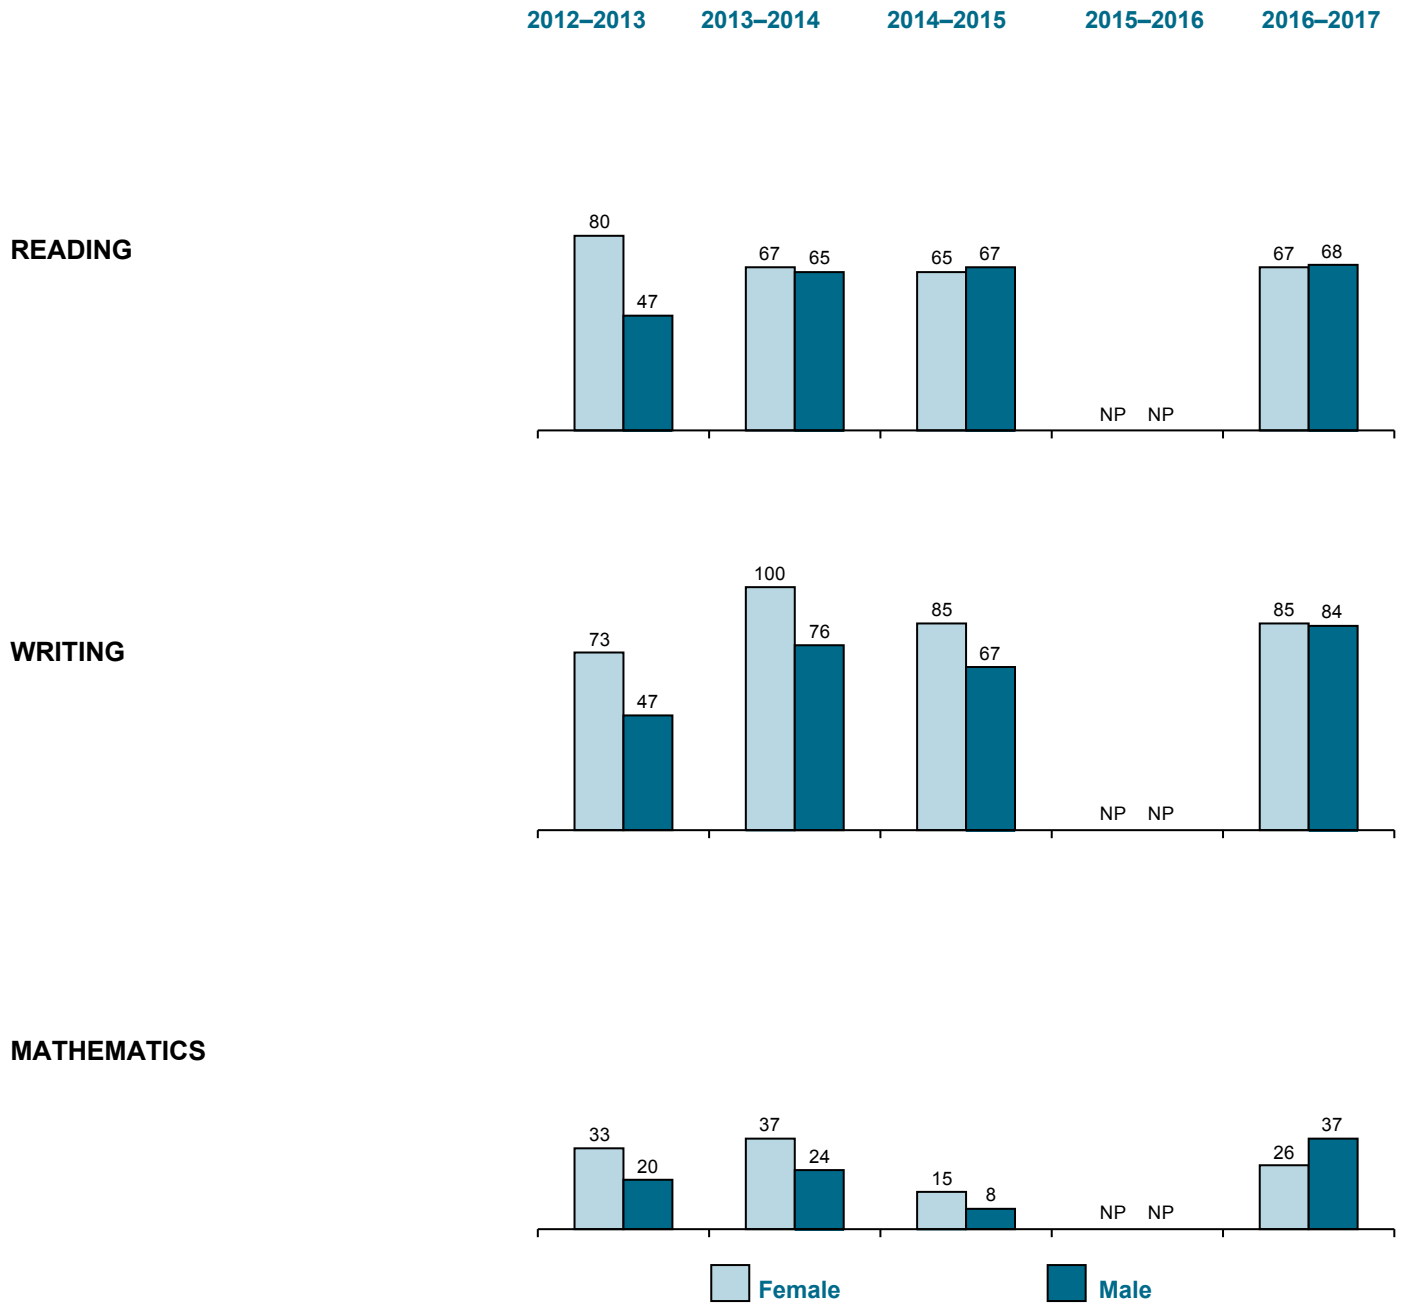 2012–2013 2013–2014 2014–2015 2015–2016 2016–2017
READING
80 47 67 65 65 67 NP NP 67 68
WRITING
73 47 100 76 85 67 NP NP 85 84
MATHEMATICS
33 20 37 24 15 8 NP NP 26 37
Female Male